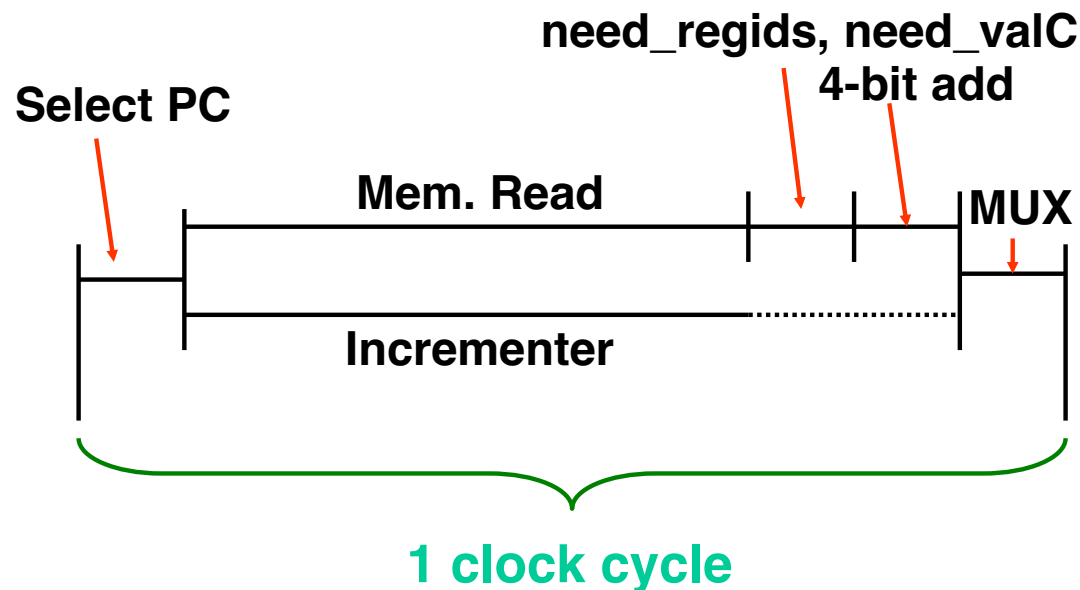 need_regids, need_valC
4-bit add
Select PC
Mem. Read
MUX
Incrementer
1 clock cycle